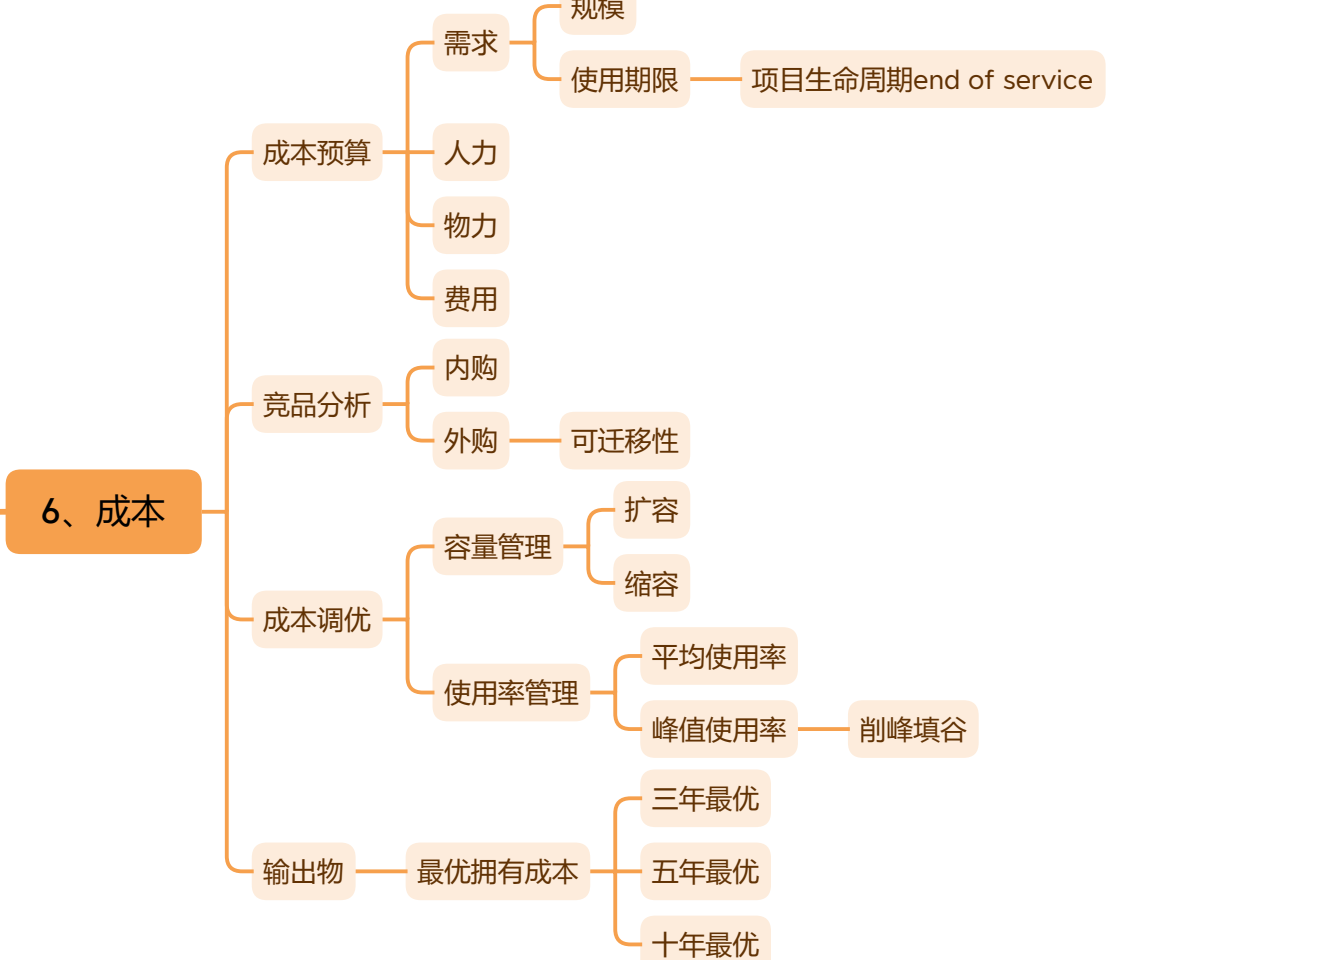 规模
需求
使用期限
项目生命周期end of service
成本预算
人力
物力
费用
内购
竞品分析
外购
可迁移性
6、成本
扩容
容量管理
缩容
成本调优
平均使用率
使用率管理
峰值使用率
削峰填谷
三年最优
输出物
最优拥有成本
五年最优
十年最优